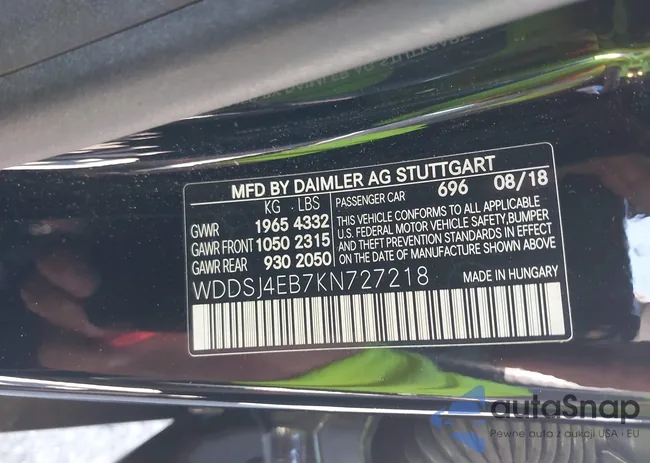 MFD BY DAIMLER AG STUTTGART
KG LBS
GVWR 1965 4332
GAWR FRONT 1050 2315
GAWR REAR 930 2050
PASSENGER CAR 696 08/18
THIS VEHICLE CONFORMS TO ALL APPLICABLE
U.S. FEDERAL MOTOR VEHICLE SAFETY, BUMPER
AND THEFT PREVENTION STANDARDS IN EFFECT
ON THE DATE OF MANUFACTURE SHOWN ABOVE
WDDSJ4EB7KN727218
MADE IN HUNGARY
autoSnap
Pewne auta z aukcji USA · EU